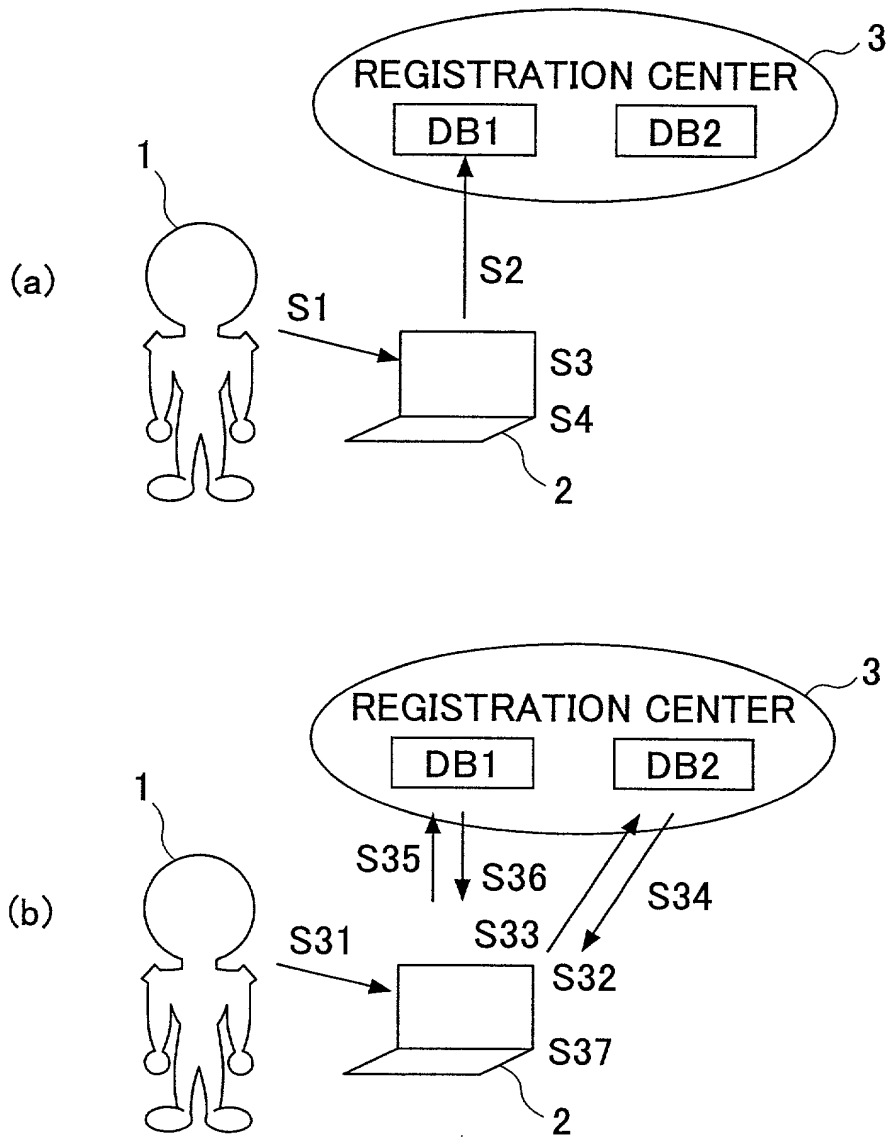 3
REGISTRATION CENTER
DB1 DB2
1
(a)
S2
S1
S3
S4
2
3
REGISTRATION CENTER
DB1 DB2
1
S35 S36 S34
(b)
S33
S31
S32
S37
2